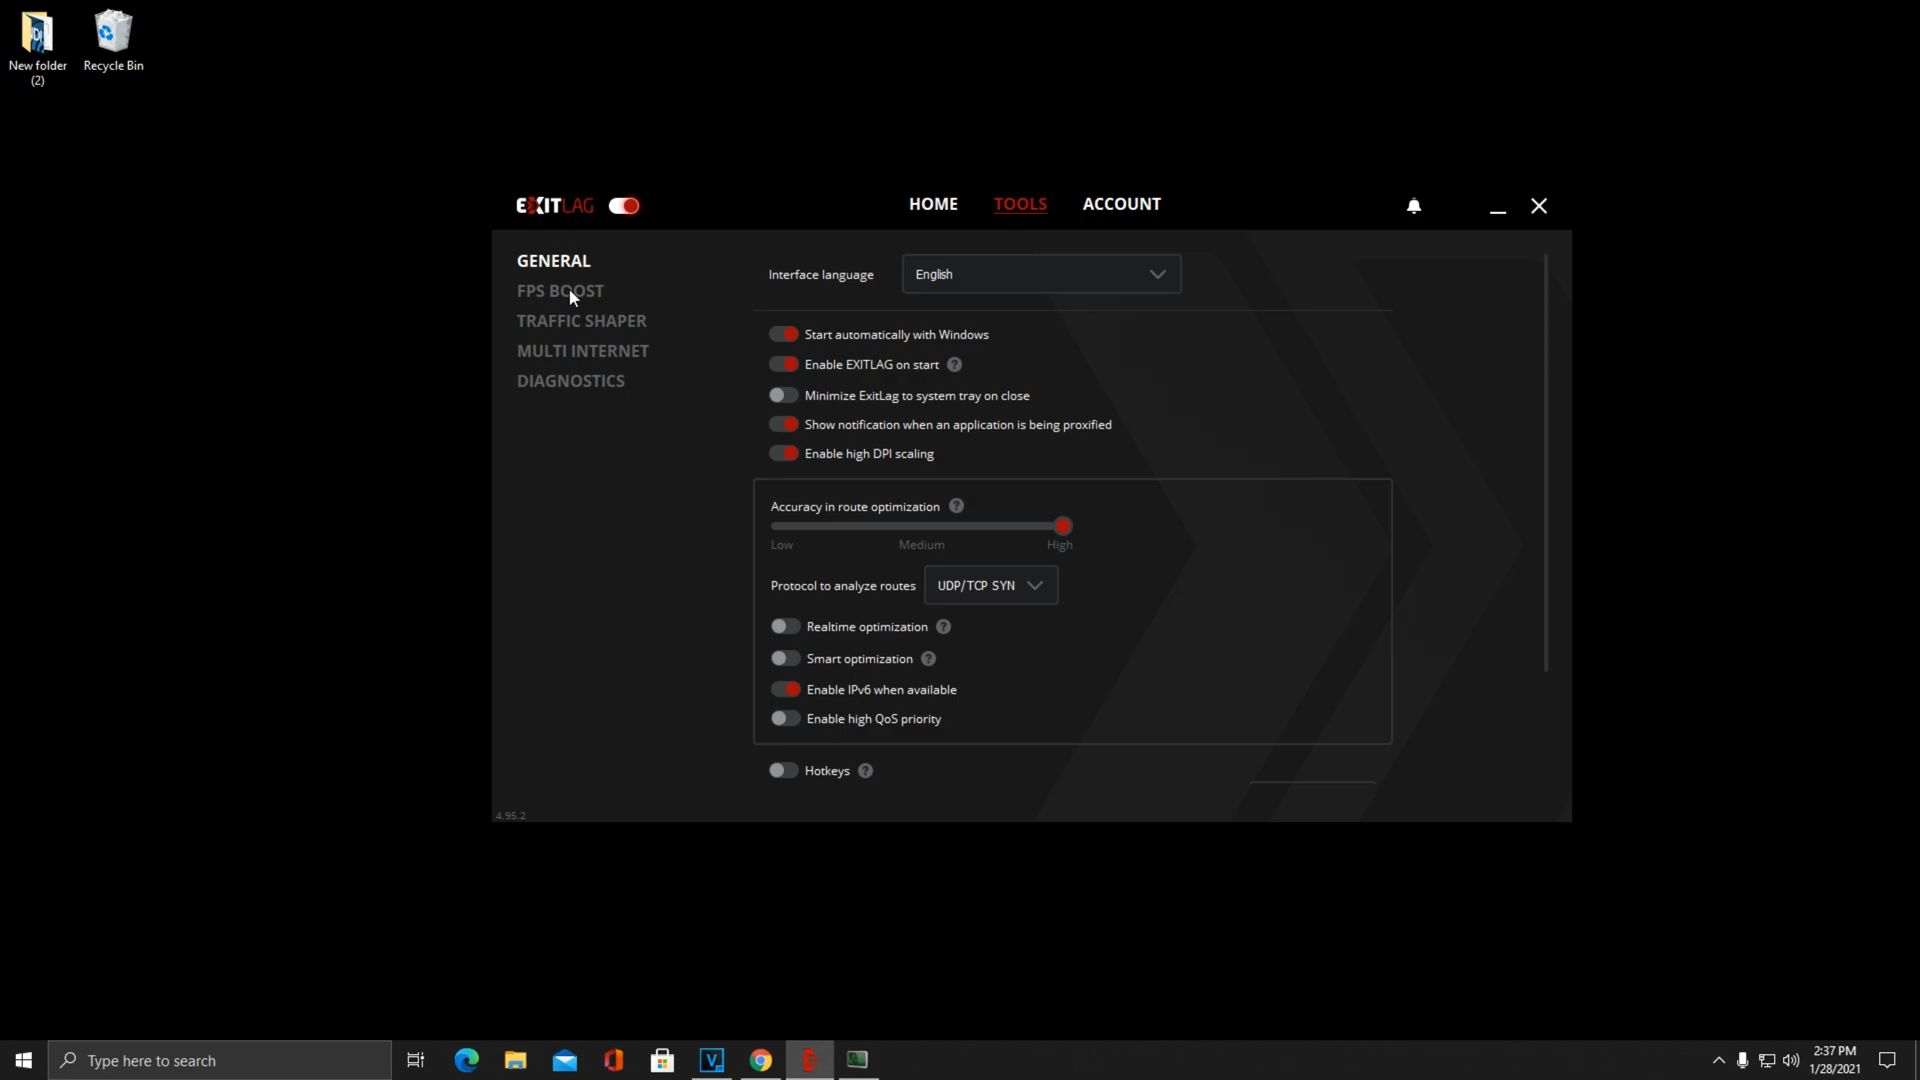 New folder
(2)
Recycle Bin
EXITLAG
HOME
TOOLS
ACCOUNT
GENERAL
FPS BOOST
TRAFFIC SHAPER
MULTI INTERNET
DIAGNOSTICS
Interface language
English
Start automatically with Windows
Enable EXITLAG on start ?
Minimize ExitLag to system tray on close
Show notification when an application is being proxified
Enable high DPI scaling
Accuracy in route optimization ?
Low
Medium
High
Protocol to analyze routes
UDP/TCP SYN
Realtime optimization ?
Smart optimization ?
Enable IPv6 when available
Enable high QoS priority
Hotkeys ?
4.95.2
Type here to search
2:37 PM
1/28/2021